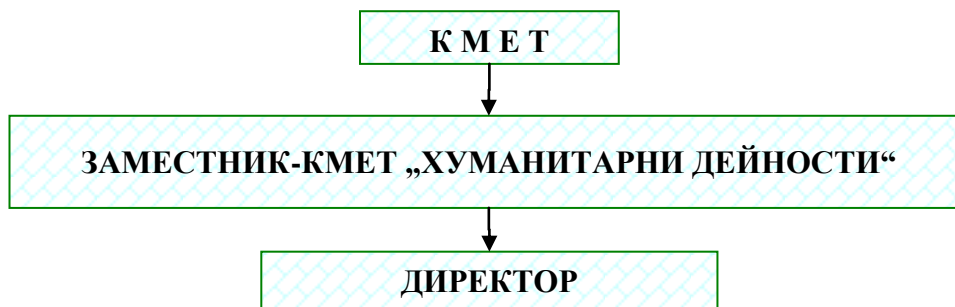 К М Е Т
ЗАМЕСТНИК-КМЕТ „ХУМАНИТАРНИ ДЕЙНОСТИ“
ДИРЕКТОР